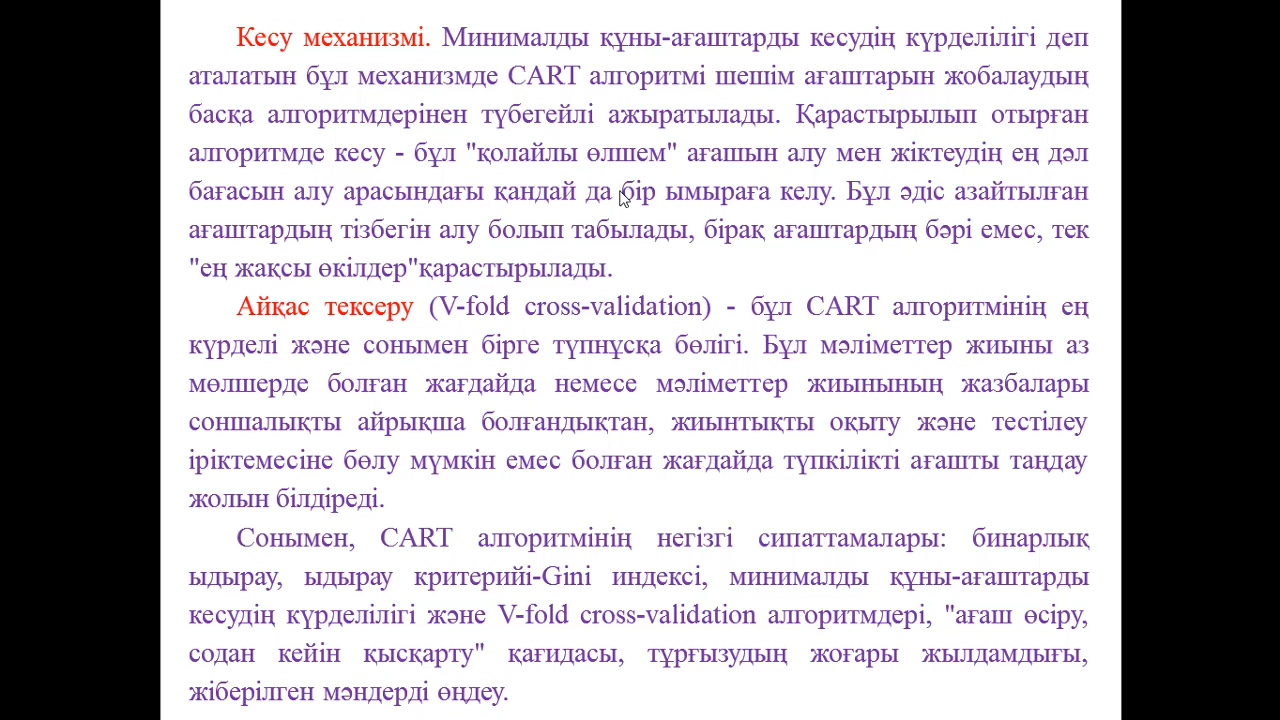 Кесу механизмі. Минималды құны-ағаштарды кесудің күрделілігі деп
аталатын бұл механизмде CART алгоритмі шешім ағаштарын жобалаудың
басқа алгоритмдерінен түбегейлі ажыратылады. Қарастырылып отырған
алгоритмде кесу - бұл "қолайлы өлшем" ағашын алу мен жіктеудің ең дәл
бағасын алу арасындағы қандай да бір ымыраға келу. Бұл әдіс азайтылған
ағаштардың тізбегін алу болып табылады, бірақ ағаштардың бәрі емес, тек
"ең жақсы өкілдер"қарастырылады.
Айқас тексеру (V-fold cross-validation) - бұл CART алгоритмінің ең
күрделі және сонымен бірге түпнұсқа бөлігі. Бұл мәліметтер жиыны аз
мөлшерде болған жағдайда немесе мәліметтер жиынының жазбалары
соншалықты айрықша болғандықтан, жиынтықты оқыту және тестілеу
іріктемесіне бөлу мүмкін емес болған жағдайда түпкілікті ағашты таңдау
жолын білдіреді.
Сонымен, CART алгоритмінің негізгі сипаттамалары: бинарлық
ыдырау, ыдырау критерийі-Gini индексі, минималды құны-ағаштарды
кесудің күрделілігі және V-fold cross-validation алгоритмдері, "ағаш өсіру,
содан кейін қысқарту" қағидасы, тұрғызудың жоғары жылдамдығы,
жіберілген мәндерді өңдеу.